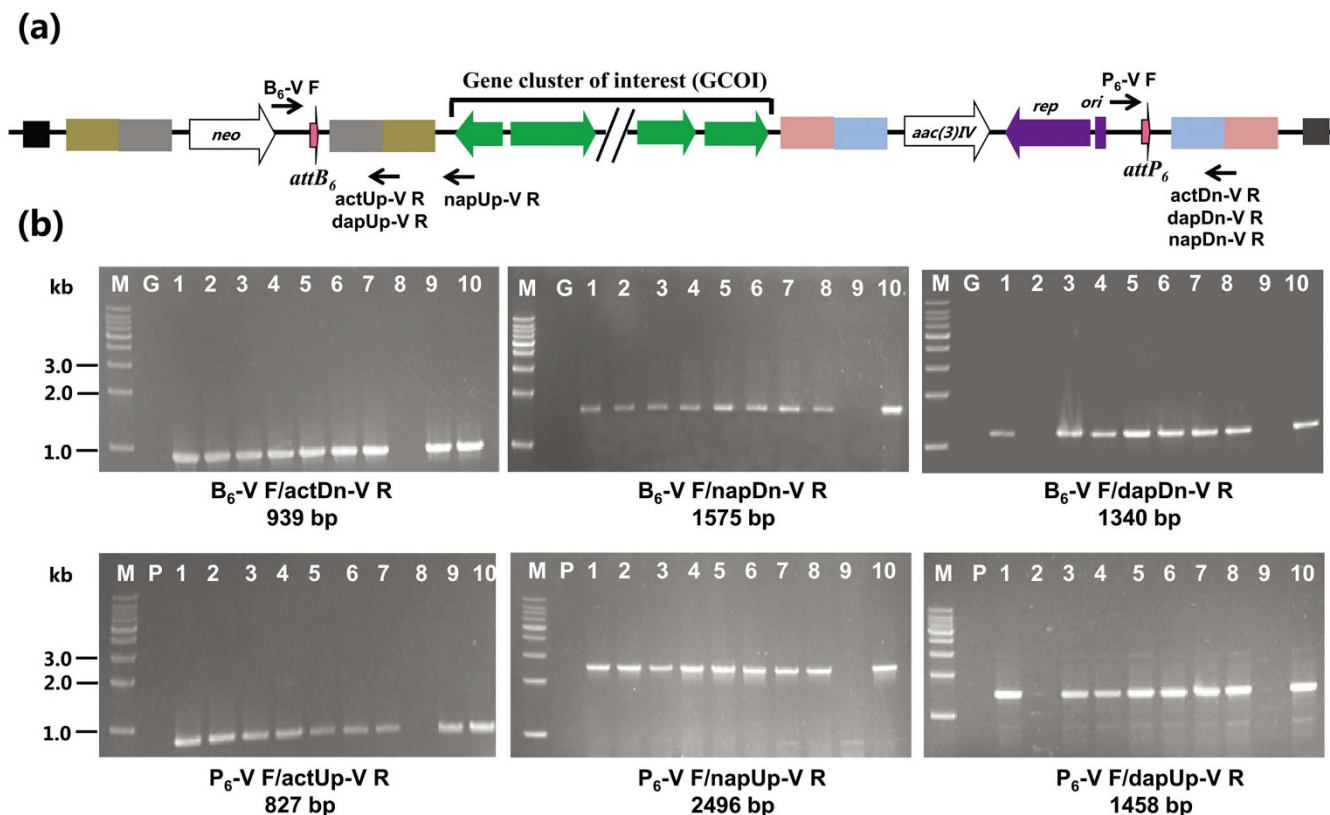 (a)
Gene cluster of interest (GCOI)
B₆-V F
P₆-V F
neo
aac(3)IV
rep
ori
attB₆
attP₆
actUp-V R
dapUp-V R
napUp-V R
actDn-V R
dapDn-V R
napDn-V R
(b)
kb
M G 1 2 3 4 5 6 7 8 9 10
M G 1 2 3 4 5 6 7 8 9 10
M G 1 2 3 4 5 6 7 8 9 10
3.0
2.0
1.0
B₆-V F/actDn-V R
939 bp
B₆-V F/napDn-V R
1575 bp
B₆-V F/dapDn-V R
1340 bp
kb
M P 1 2 3 4 5 6 7 8 9 10
M P 1 2 3 4 5 6 7 8 9 10
M P 1 2 3 4 5 6 7 8 9 10
3.0
2.0
1.0
P₆-V F/actUp-V R
827 bp
P₆-V F/napUp-V R
2496 bp
P₆-V F/dapUp-V R
1458 bp